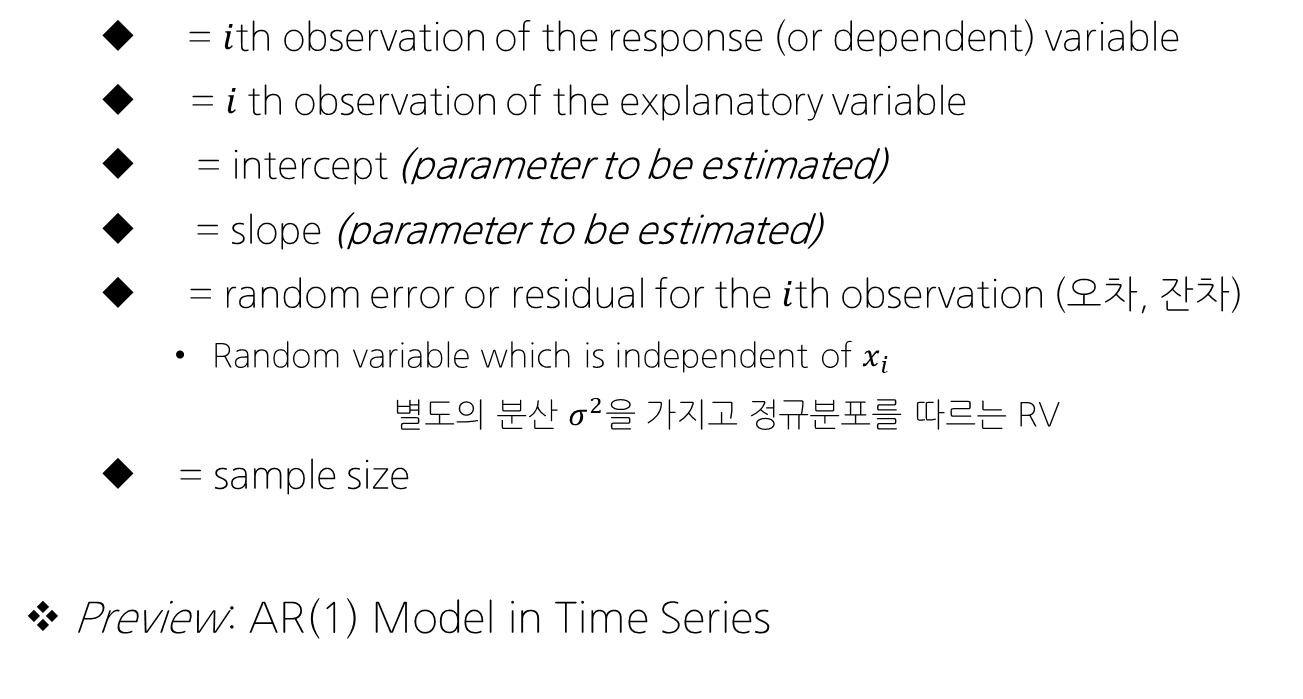 ◆ = ith observation of the response (or dependent) variable
◆ = i th observation of the explanatory variable
◆ = intercept (parameter to be estimated)
◆ = slope (parameter to be estimated)
◆ = random error or residual for the ith observation (오차, 잔차)
• Random variable which is independent of xᵢ
별도의 분산 σ²을 가지고 정규분포를 따르는 RV
◆ = sample size
❖ Preview: AR(1) Model in Time Series